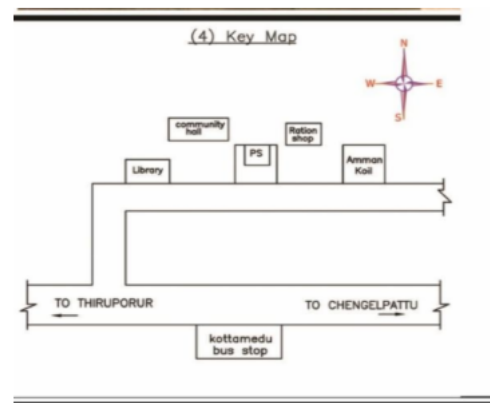 (4) Key Map
N
W
E
S
community
hall
Ration
shop
PS
Library
Amman
Koil
TO THIRUPORUR
TO CHENGELPATTU
kottamedu
bus stop